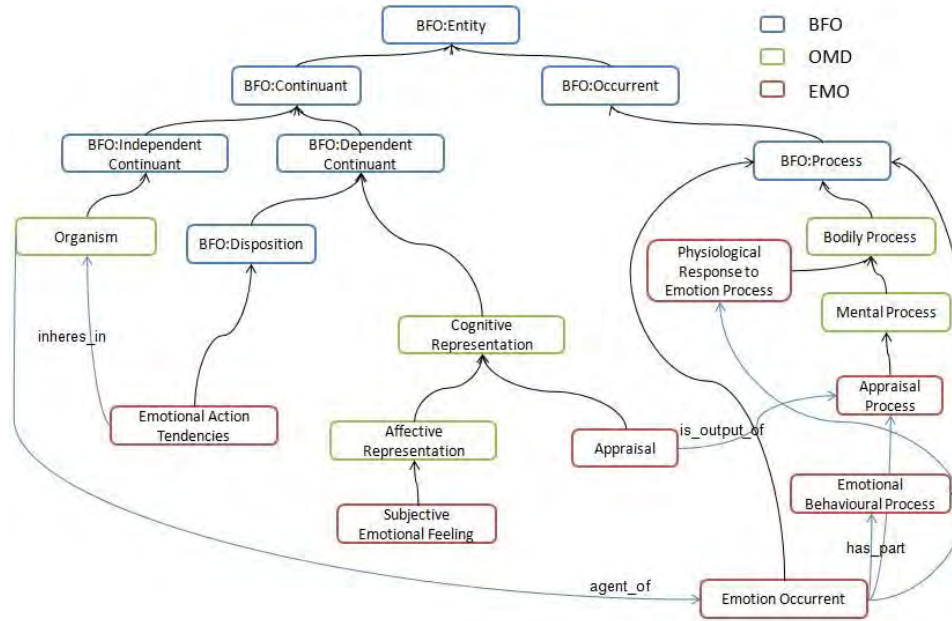 BFO:Entity
BFO
OMD
EMO
BFO:Continuant
BFO:Occurrent
BFO:Independent
Continuant
BFO:Dependent
Continuant
BFO:Process
Organism
BFO:Disposition
Bodily Process
Physiological
Response to
Emotion Process
Mental Process
Cognitive
Representation
inheres_in
Appraisal
Process
Emotional Action
Tendencies
Affective
Representation
Appraisal
is_output_of
Emotional
Behavioural Process
Subjective
Emotional Feeling
has_part
agent_of
Emotion Occurrent